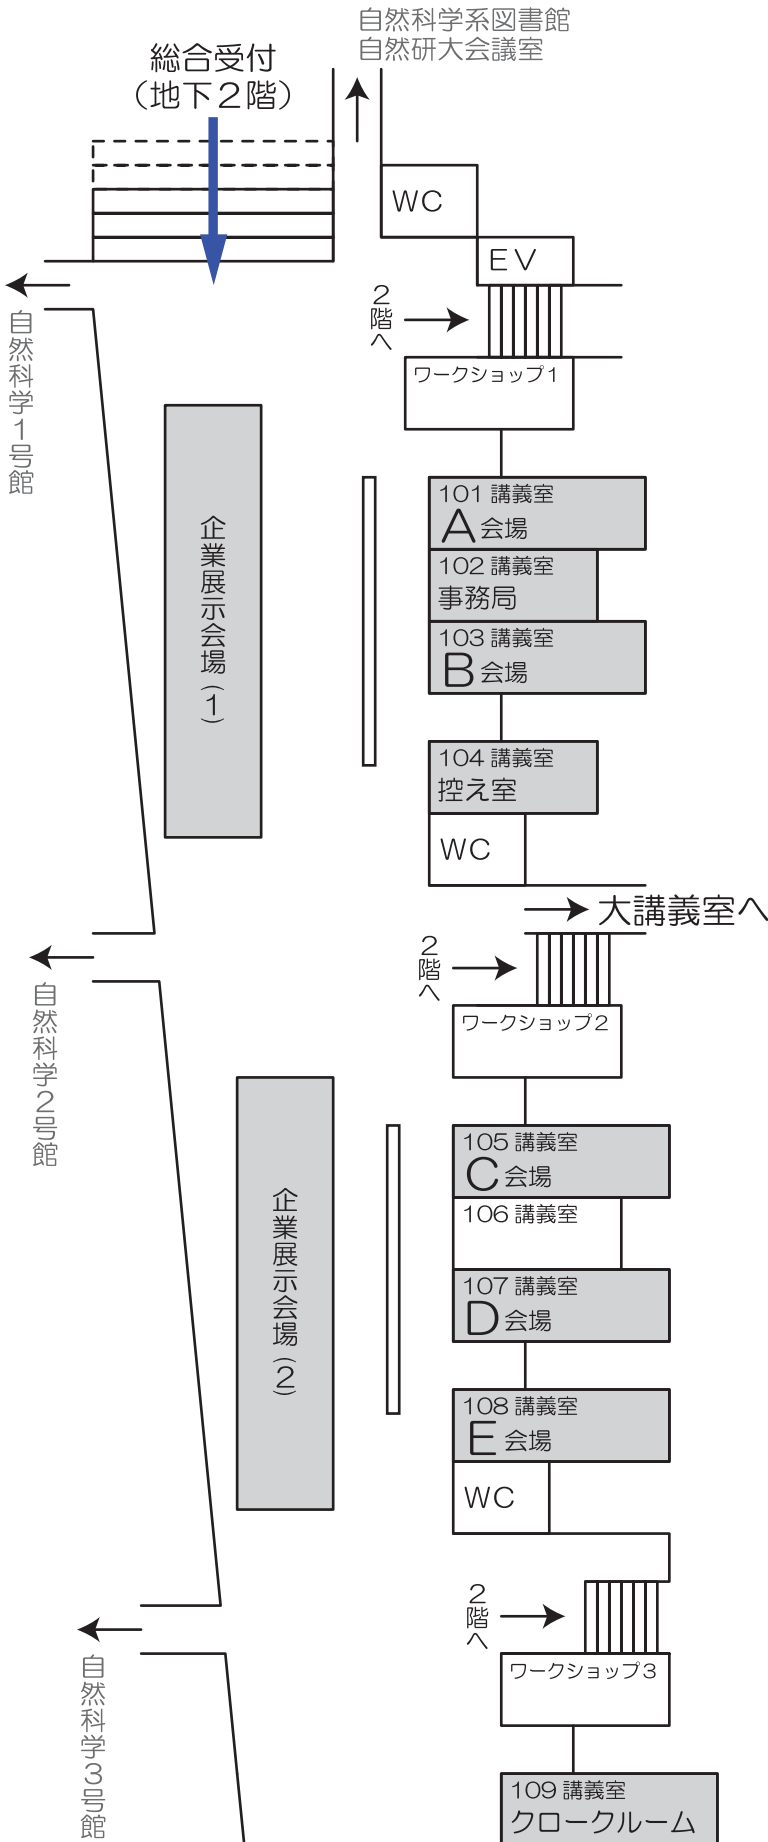 自然科学系図書館
自然研大会議室
総合受付
(地下2階)
WC
EV
2階へ
自然科学1号館
ワークショップ1
企業展示会場(1)
101 講義室
A 会場
102 講義室
事務局
103 講義室
B 会場
104 講義室
控え室
WC
大講義室へ
2階へ
自然科学2号館
ワークショップ2
企業展示会場(2)
105 講義室
C 会場
106 講義室
107 講義室
D 会場
108 講義室
E 会場
WC
2階へ
自然科学3号館
ワークショップ3
109 講義室
クロークルーム